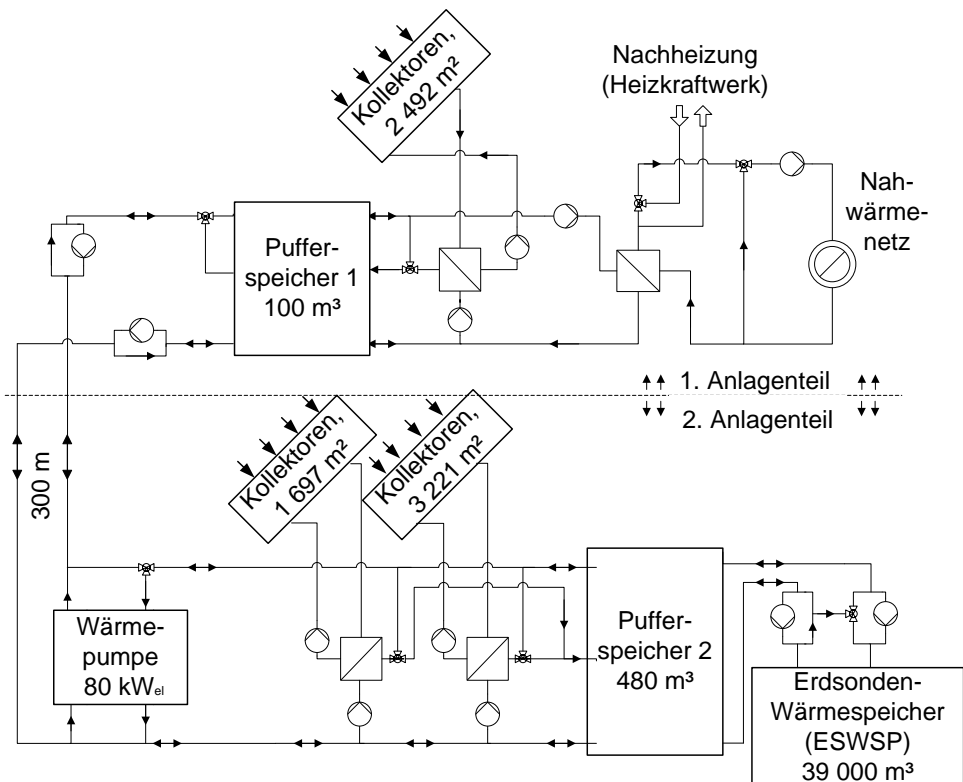 Kollektoren,
2 492 m²
Nachheizung
(Heizkraftwerk)
Nah-
wärme-
netz
Puffer-
speicher 1
100 m³
1. Anlagenteil
2. Anlagenteil
300 m
Kollektoren,
1 697 m²
Kollektoren,
3 221 m²
Wärme-
pumpe
80 kWel
Puffer-
speicher 2
480 m³
Erdsonden-
Wärmespeicher
(ESWSP)
39 000 m³